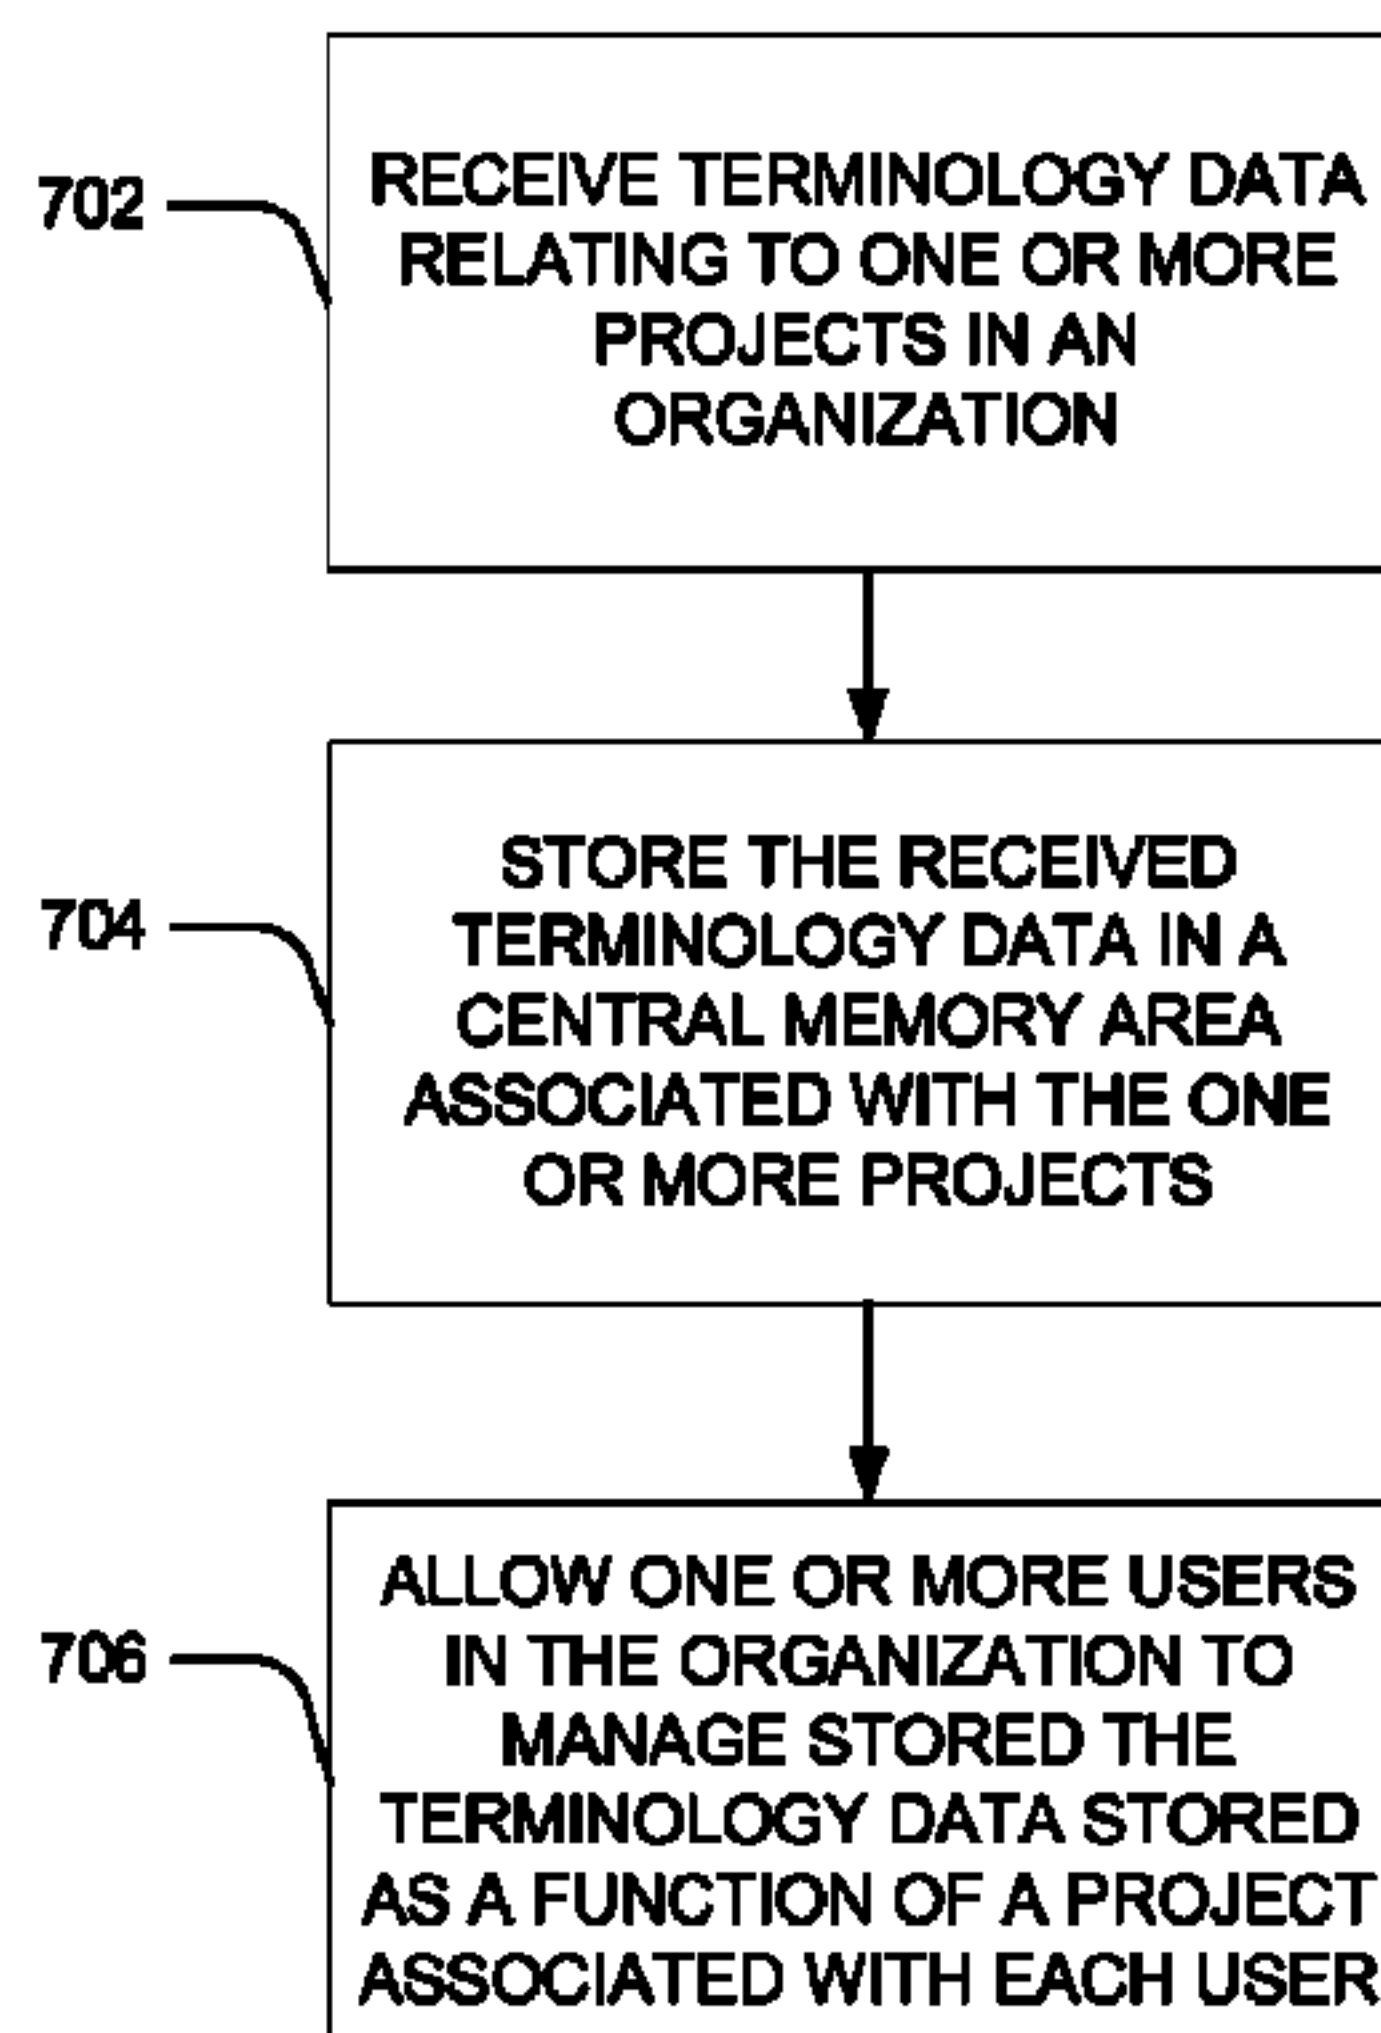 702
RECEIVE TERMINOLOGY DATA
RELATING TO ONE OR MORE
PROJECTS IN AN
ORGANIZATION
704
STORE THE RECEIVED
TERMINOLOGY DATA IN A
CENTRAL MEMORY AREA
ASSOCIATED WITH THE ONE
OR MORE PROJECTS
706
ALLOW ONE OR MORE USERS
IN THE ORGANIZATION TO
MANAGE STORED THE
TERMINOLOGY DATA STORED
AS A FUNCTION OF A PROJECT
ASSOCIATED WITH EACH USER